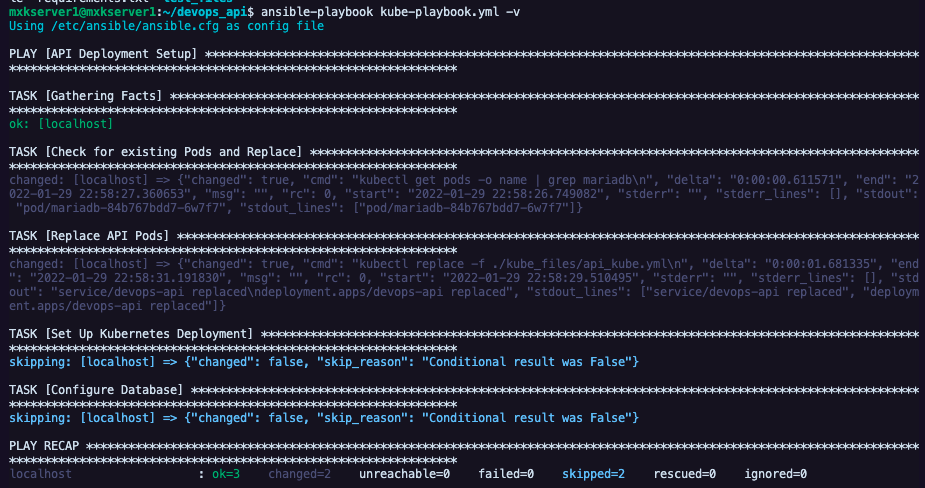 mxkserver1@mxkserver1:~/devops_api$ ansible-playbook kube-playbook.yml -v
Using /etc/ansible/ansible.cfg as config file
PLAY [API Deployment Setup] ****************************************************************************************************
****************************************************************
TASK [Gathering Facts] *********************************************************************************************************
****************************************************************
ok: [localhost]
TASK [Check for existing Pods and Replace] *************************************************************************************
****************************************************************
changed: [localhost] => {"changed": true, "cmd": "kubectl get pods -o name | grep mariadb\n", "delta": "0:00:00.611571", "end": "2
022-01-29 22:58:27.360653", "msg": "", "rc": 0, "start": "2022-01-29 22:58:26.749082", "stderr": "", "stderr_lines": [], "stdout":
"pod/mariadb-84b767bdd7-6w7f7", "stdout_lines": ["pod/mariadb-84b767bdd7-6w7f7"]}
TASK [Replace API Pods] ********************************************************************************************************
****************************************************************
changed: [localhost] => {"changed": true, "cmd": "kubectl replace -f ./kube_files/api_kube.yml\n", "delta": "0:00:01.681335", "end
": "2022-01-29 22:58:31.191830", "msg": "", "rc": 0, "start": "2022-01-29 22:58:29.510495", "stderr": "", "stderr_lines": [], "std
out": "service/devops-api replaced\ndeployment.apps/devops-api replaced", "stdout_lines": ["service/devops-api replaced", "deploym
ent.apps/devops-api replaced"]}
TASK [Set Up Kubernetes Deployment] ********************************************************************************************
****************************************************************
skipping: [localhost] => {"changed": false, "skip_reason": "Conditional result was False"}
TASK [Configure Database] ******************************************************************************************************
****************************************************************
skipping: [localhost] => {"changed": false, "skip_reason": "Conditional result was False"}
PLAY RECAP *********************************************************************************************************************
****************************************************************
localhost : ok=3 changed=2 unreachable=0 failed=0 skipped=2 rescued=0 ignored=0